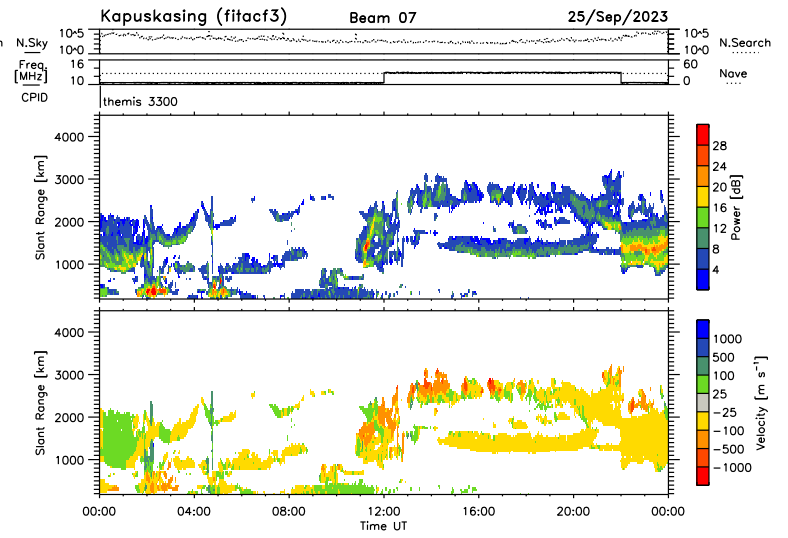 Kapuskasing (fitacf3) Beam 07 25/Sep/2023
n N.Sky 10^5 10^0 10^5 10^0 N.Search
Freq. [MHz] 16 10 60 0 Nave
CPID themis 3300
Slant Range [km]
4000
3000
2000
1000
Power [dB]
28
24
20
16
12
8
4
Slant Range [km]
4000
3000
2000
1000
Velocity [m s⁻¹]
1000
500
100
25
-25
-100
-500
-1000
00:00 04:00 08:00 12:00 16:00 20:00 00:00
Time UT